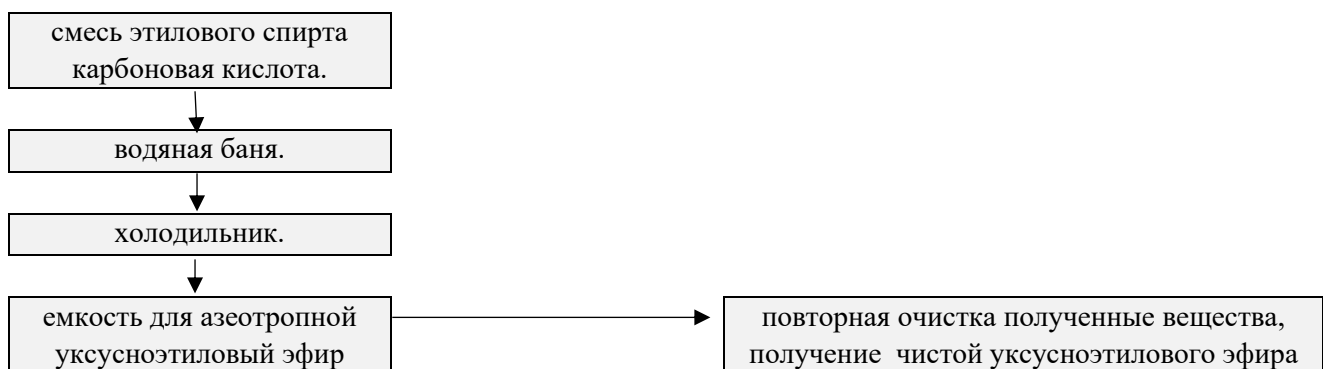 смесь этилового спирта
карбоновая кислота.
водяная баня.
холодильник.
емкость для азеотропной
уксусноэтиловый эфир
повторная очистка полученные вещества,
получение чистой уксусноэтилового эфира